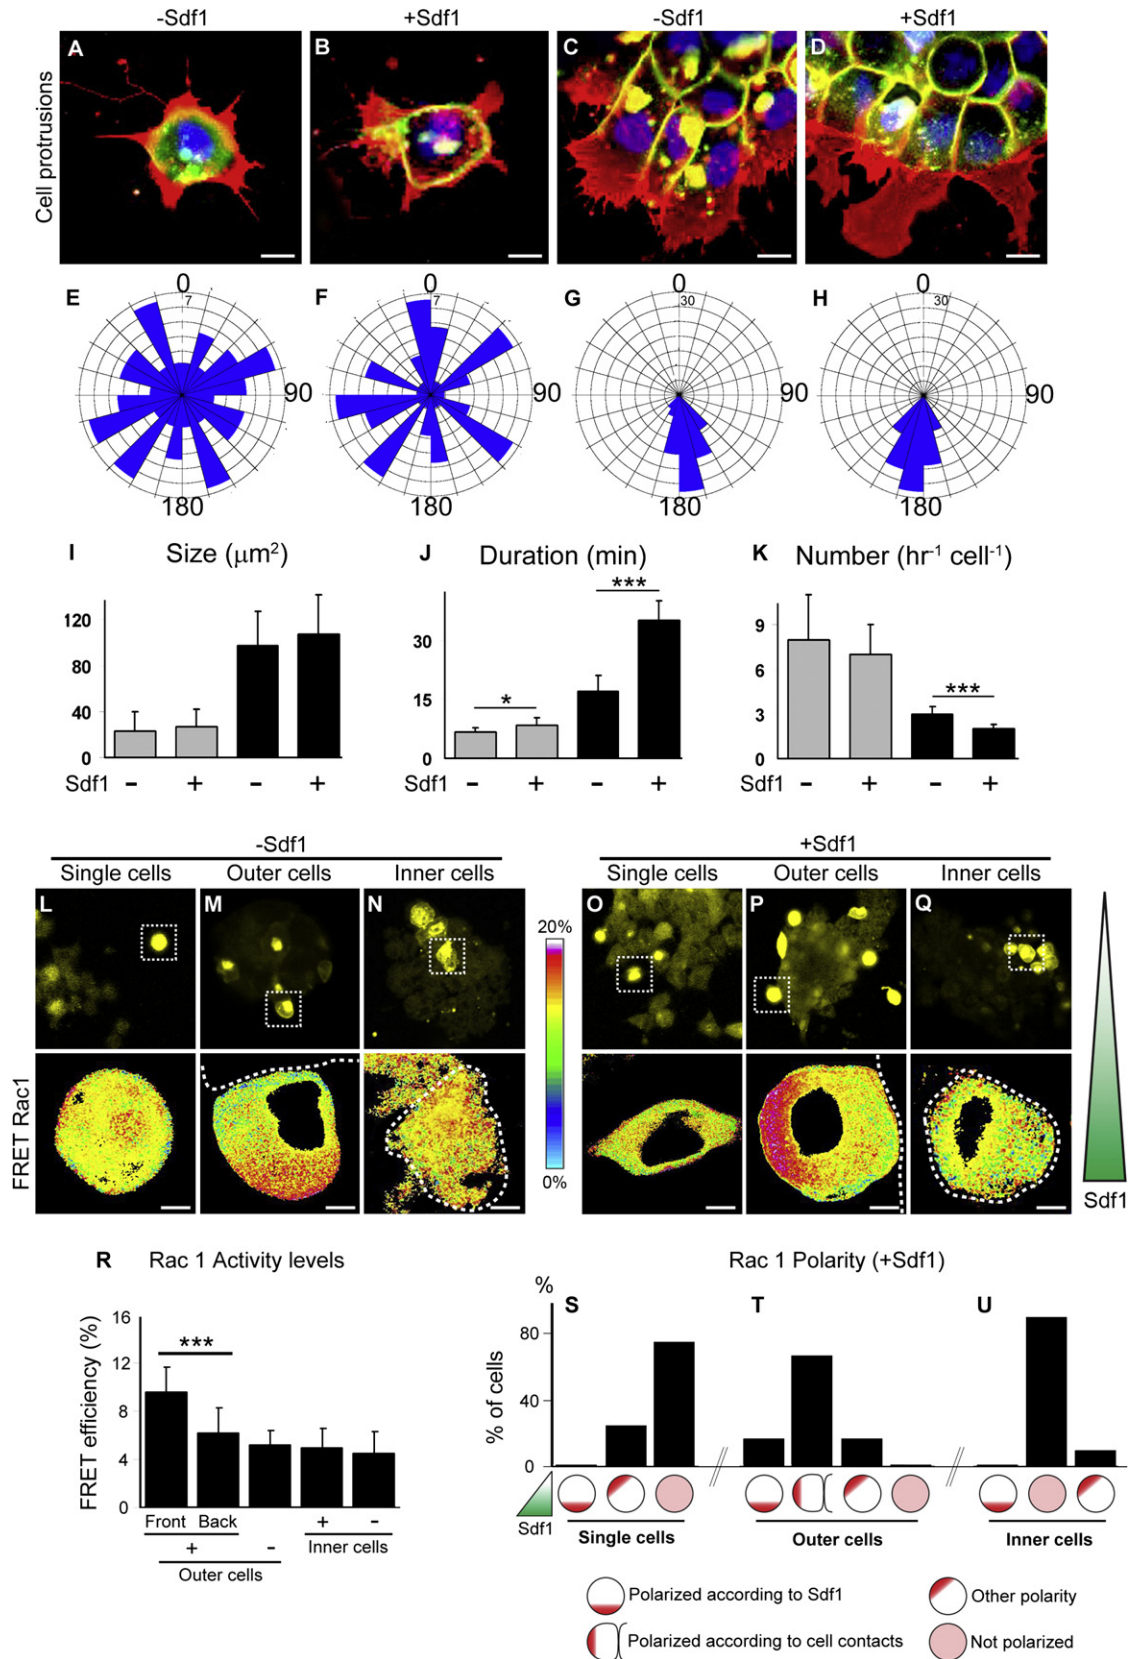 -Sdf1 +Sdf1 -Sdf1 +Sdf1
A B C D
Cell protrusions
E 0 7 90 180
F 0 7 90 180
G 0 30 90 180
H 0 30 90 180
I Size (μm²)
120
80
40
0
Sdf1 - + - +
J Duration (min)
***
30
15
*
0
Sdf1 - + - +
K Number (hr⁻¹ cell⁻¹)
9
6
***
3
0
Sdf1 - + - +
-Sdf1 +Sdf1
Single cells Outer cells Inner cells Single cells Outer cells Inner cells
L M N O P Q
20%
0%
FRET Rac1
Sdf1
R Rac 1 Activity levels
FRET efficiency (%)
16
12
8
4
0
***
Front Back + -
+ - Inner cells
Outer cells
Rac 1 Polarity (+Sdf1)
%
S T U
% of cells
80
40
0
Sdf1
Single cells Outer cells Inner cells
Polarized according to Sdf1 Other polarity
Polarized according to cell contacts Not polarized